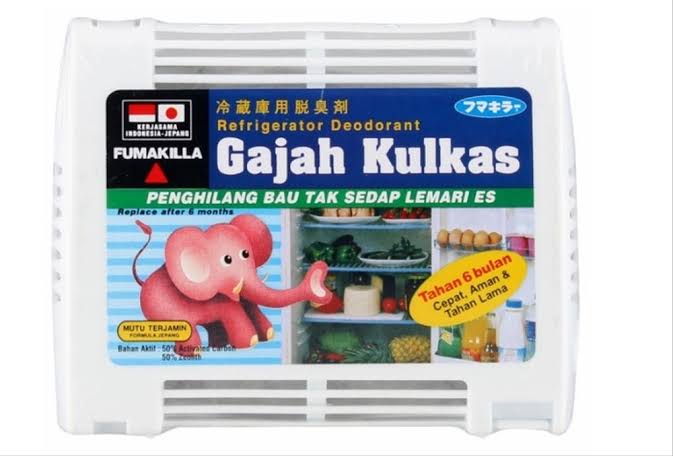 冷蔵庫用脱臭剤
フマキラー
Refrigerator Deodorant
KERJASAMA
INDONESIA-JEPANG
FUMAKILLA
Gajah Kulkas
PENGHILANG BAU TAK SEDAP LEMARI ES
Replace after 6 months
Tahan 6 bulan
Cepat, Aman &
Tahan Lama
MUTU TERJAMIN
FORMULA JEPANG
Bahan Aktif : 50% Activated Carbon
50% Zeolith